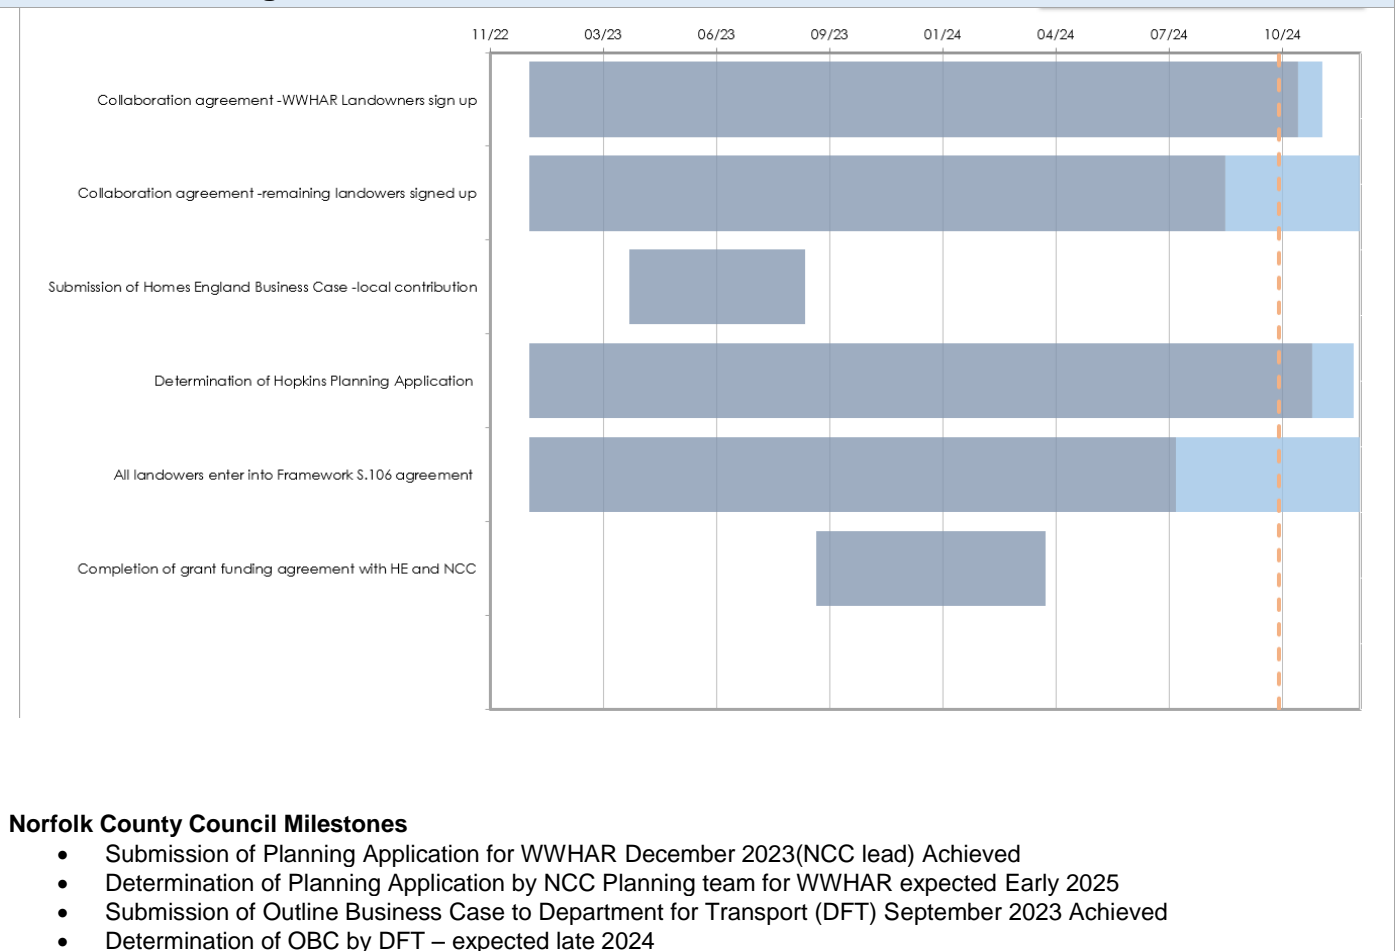 11/22 03/23 06/23 09/23 01/24 04/24 07/24 10/24
Collaboration agreement -WWHAR Landowners sign up
Collaboration agreement -remaining landowers signed up
Submission of Homes England Business Case -local contribution
Determination of Hopkins Planning Application
All landowers enter into Framework S.106 agreement
Completion of grant funding agreement with HE and NCC
Norfolk County Council Milestones
• Submission of Planning Application for WWHAR December 2023(NCC lead) Achieved
• Determination of Planning Application by NCC Planning team for WWHAR expected Early 2025
• Submission of Outline Business Case to Department for Transport (DFT) September 2023 Achieved
• Determination of OBC by DFT – expected late 2024